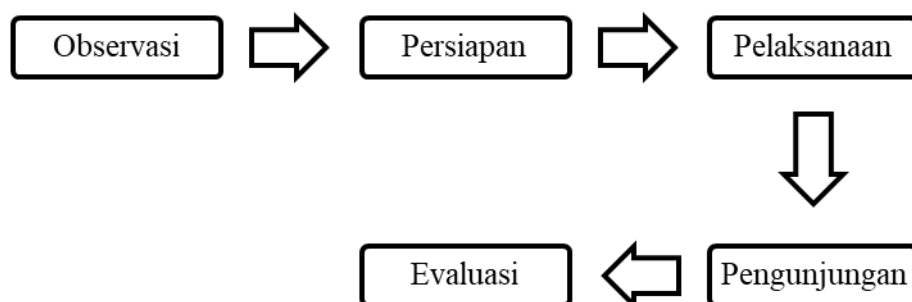 Observasi
Persiapan
Pelaksanaan
Pengunjungan
Evaluasi